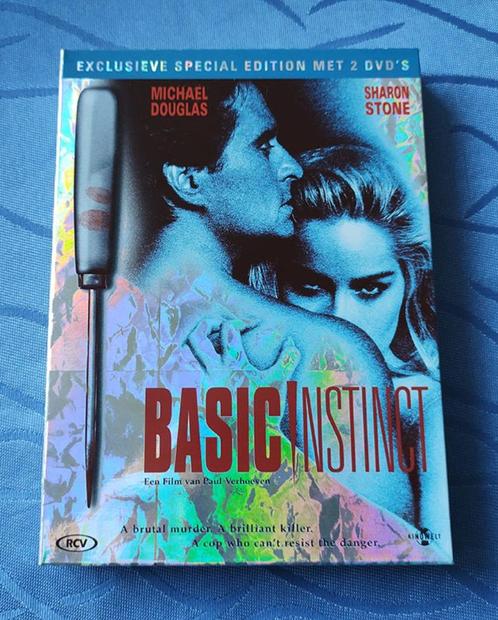 EXCLUSIEVE SPECIAL EDITION MET 2 DVD'S
MICHAEL
DOUGLAS
SHARON
STONE
BASIC INSTINCT
Een Film van Paul Verhoeven
A brutal murder. A brilliant killer.
A cop who can't resist the danger.
RCV
KINOWELT